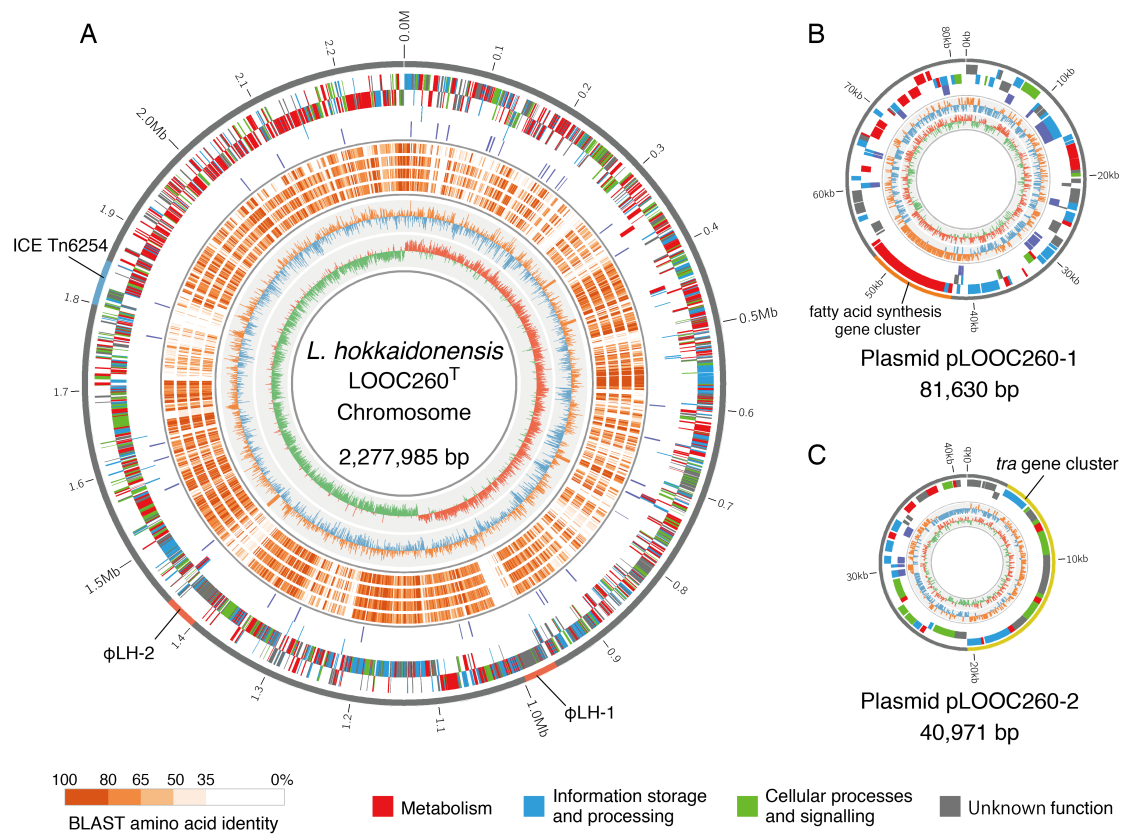 A
0.0M
0.1
0.2
0.3
0.4
0.5Mb
0.6
0.7
0.8
0.9
1.0Mb
1.1
1.2
1.3
1.4
1.5Mb
1.6
1.7
1.8
1.9
2.0Mb
2.1
2.2
ICE Tn6254
ϕLH-2
ϕLH-1
L. hokkaidonensis
LOOC260T
Chromosome
2,277,985 bp
B
0kb
10kb
20kb
30kb
40kb
50kb
60kb
70kb
80kb
fatty acid synthesis
gene cluster
Plasmid pLOOC260-1
81,630 bp
C
0kb
10kb
20kb
30kb
40kb
tra gene cluster
Plasmid pLOOC260-2
40,971 bp
100 80 65 50 35 0%
BLAST amino acid identity
Metabolism
Information storage
and processing
Cellular processes
and signalling
Unknown function